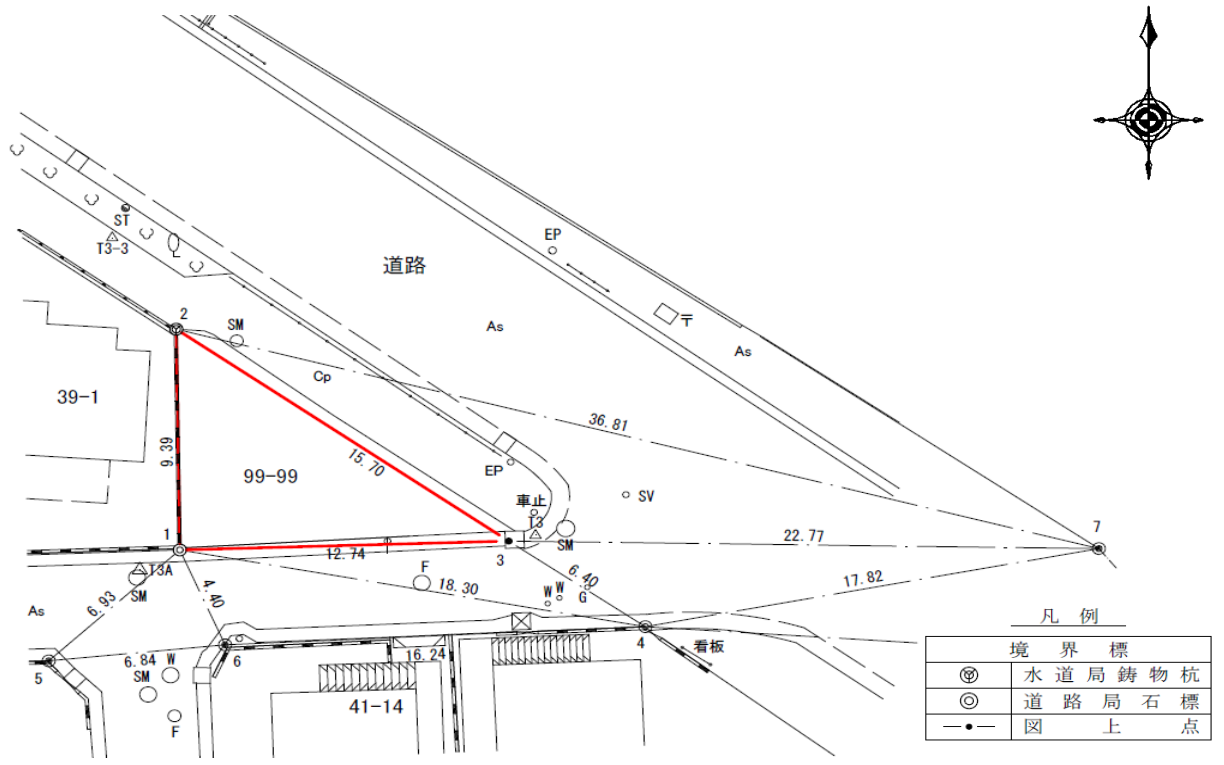 ST
T3-3
L
道路
EP
〒
As
As
2
SM
Cp
39-1
9.39
99-99
15.70
36.81
EP
車止
T3
SM
SV
7
1
12.74
3
22.77
T3A
SM
F
18.30
6.40
W
W
G
17.82
As
6.93
4.40
5
6.84
6
W
SM
F
16.24
41-14
4
看板
凡例
境界標
水道局鋳物杭
道路局石標
図上点